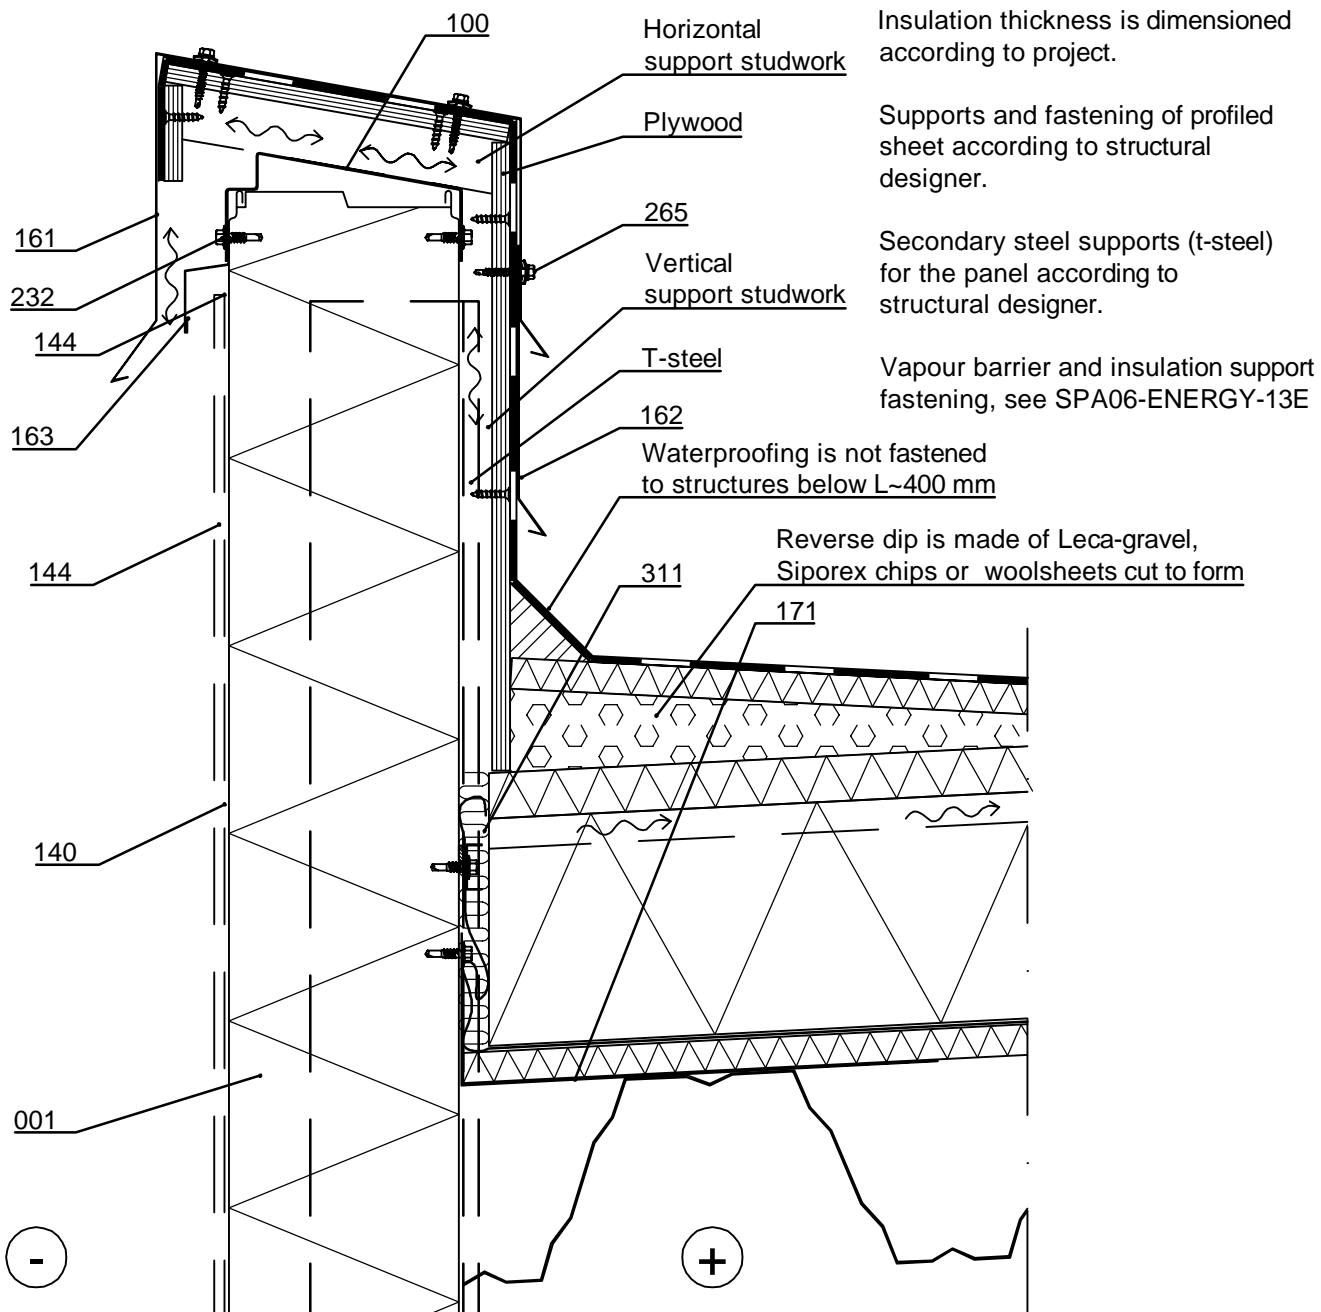 100
Horizontal
support studwork
Plywood
Insulation thickness is dimensioned
according to project.
Supports and fastening of profiled
sheet according to structural
designer.
Secondary steel supports (t-steel)
for the panel according to
structural designer.
Vapour barrier and insulation support
fastening, see SPA06-ENERGY-13E
161
232
144
163
265
Vertical
support studwork
T-steel
162
Waterproofing is not fastened
to structures below L~400 mm
Reverse dip is made of Leca-gravel,
Siporex chips or woolsheets cut to form
144
311
171
140
001
-
+